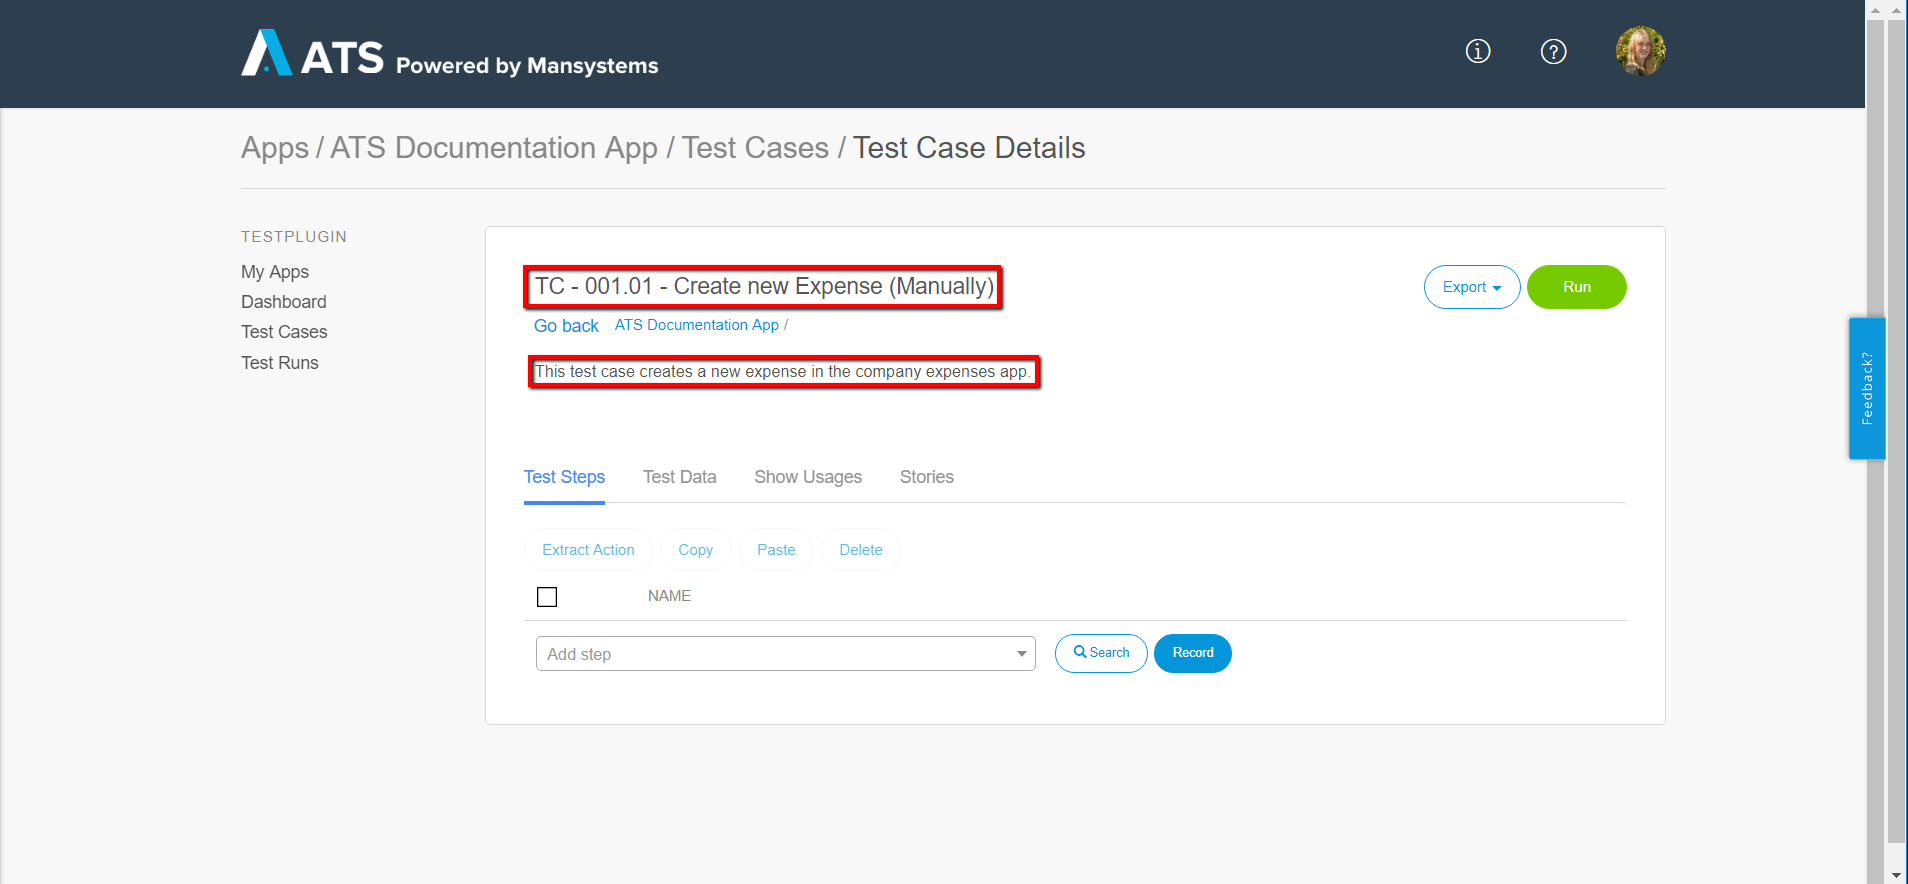 ATS Powered by Mansystems
Apps / ATS Documentation App / Test Cases / Test Case Details
TESTPLUGIN
My Apps
Dashboard
Test Cases
Test Runs
TC - 001.01 - Create new Expense (Manually)
Export
Run
Go back ATS Documentation App /
This test case creates a new expense in the company expenses app.
Test Steps Test Data Show Usages Stories
Extract Action Copy Paste Delete
NAME
Add step
Search
Record
Feedback?